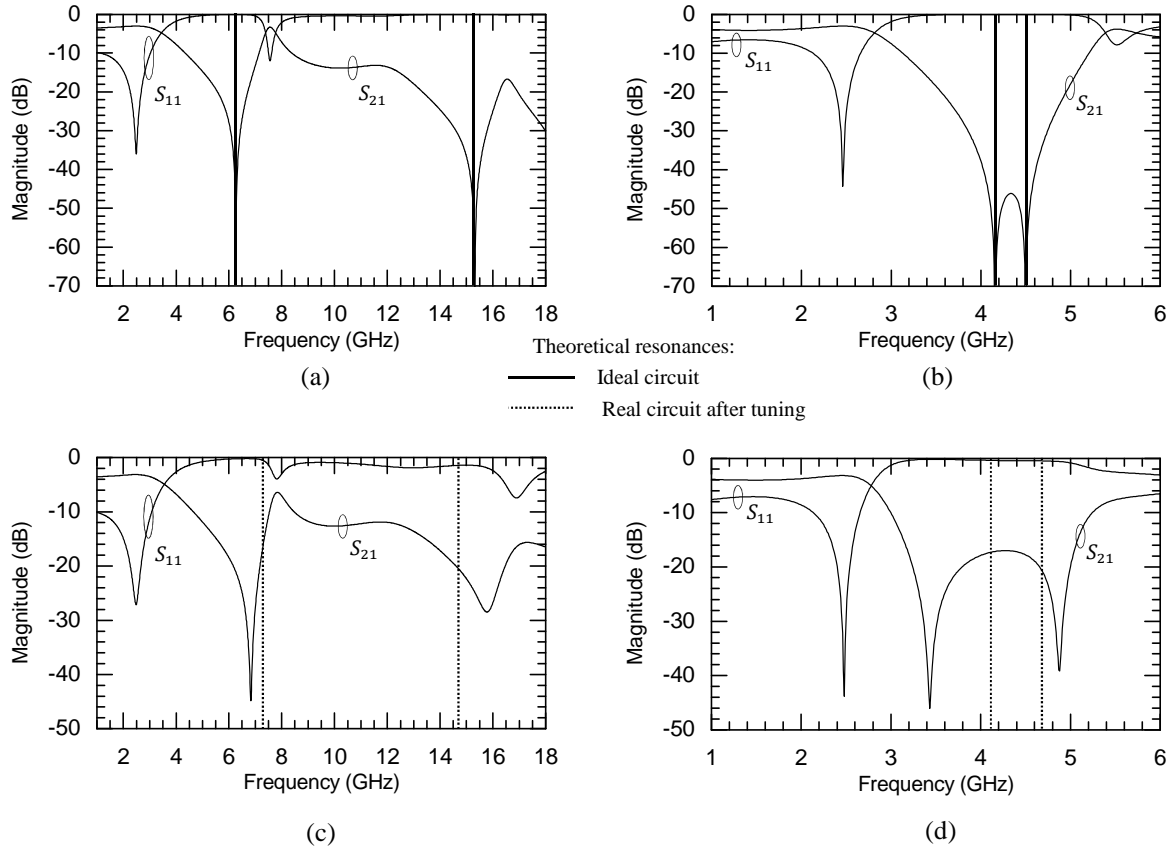 0
-10
-20
-30
-40
-50
-60
-70
Magnitude (dB)
S11
S21
2 4 6 8 10 12 14 16 18
Frequency (GHz)
(a)
0
-10
-20
-30
-40
-50
-60
-70
Magnitude (dB)
S11
S21
1 2 3 4 5 6
Frequency (GHz)
(b)
Theoretical resonances:
Ideal circuit
Real circuit after tuning
0
-10
-20
-30
-40
-50
Magnitude (dB)
S11
S21
2 4 6 8 10 12 14 16 18
Frequency (GHz)
(c)
0
-10
-20
-30
-40
-50
Magnitude (dB)
S11
S21
1 2 3 4 5 6
Frequency (GHz)
(d)